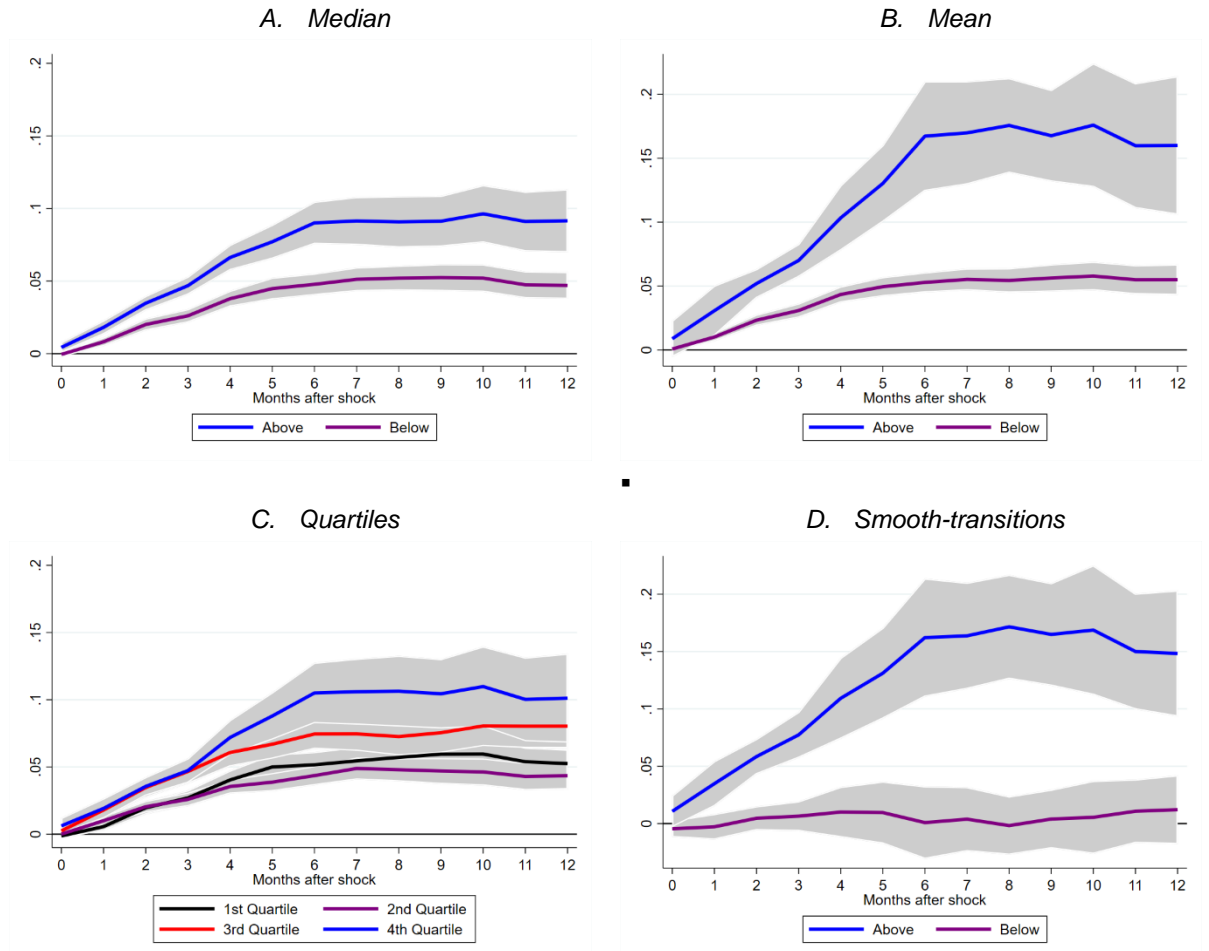 A. Median
B. Mean
.2
.15
.1
.05
0
0 1 2 3 4 5 6 7 8 9 10 11 12
Months after shock
Above Below
.2
.15
.1
.05
0
0 1 2 3 4 5 6 7 8 9 10 11 12
Months after shock
Above Below
C. Quartiles
D. Smooth-transitions
.2
.15
.1
.05
0
0 1 2 3 4 5 6 7 8 9 10 11 12
Months after shock
1st Quartile 2nd Quartile
3rd Quartile 4th Quartile
.2
.15
.1
.05
0
0 1 2 3 4 5 6 7 8 9 10 11 12
Months after shock
Above Below